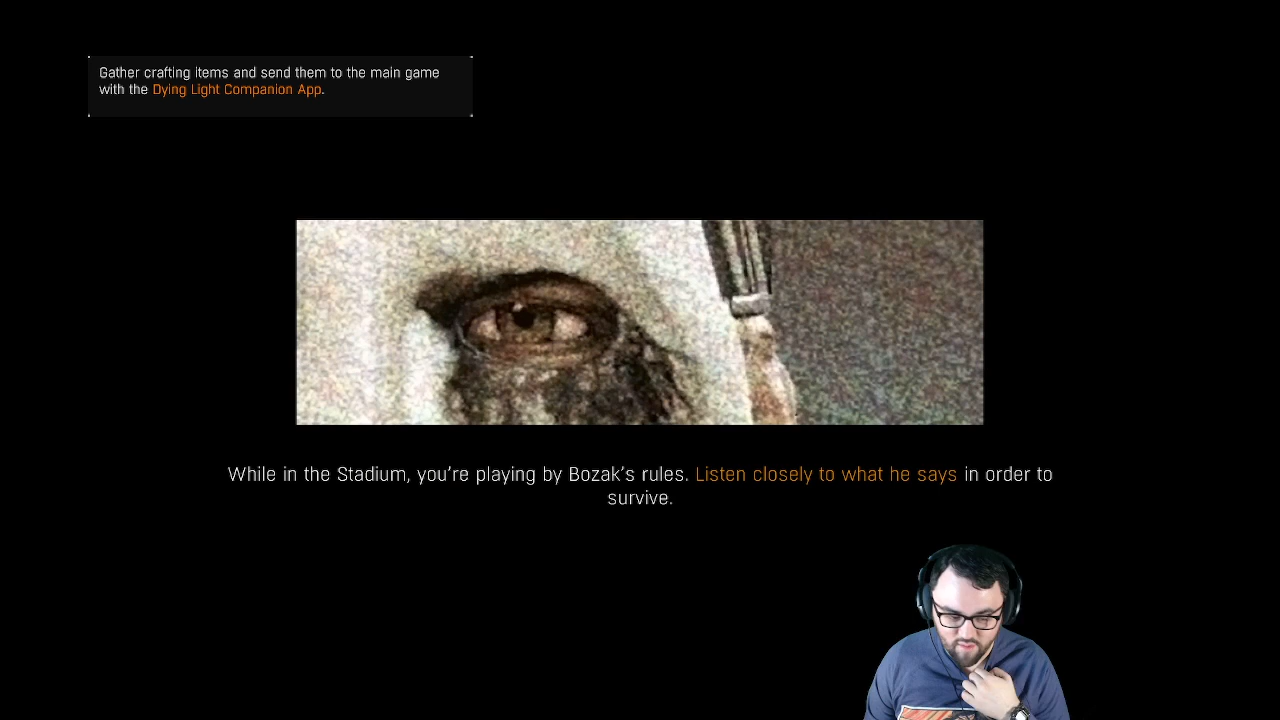 Gather crafting items and send them to the main game
with the Dying Light Companion App.
While in the Stadium, you're playing by Bozak's rules. Listen closely to what he says in order to
survive.